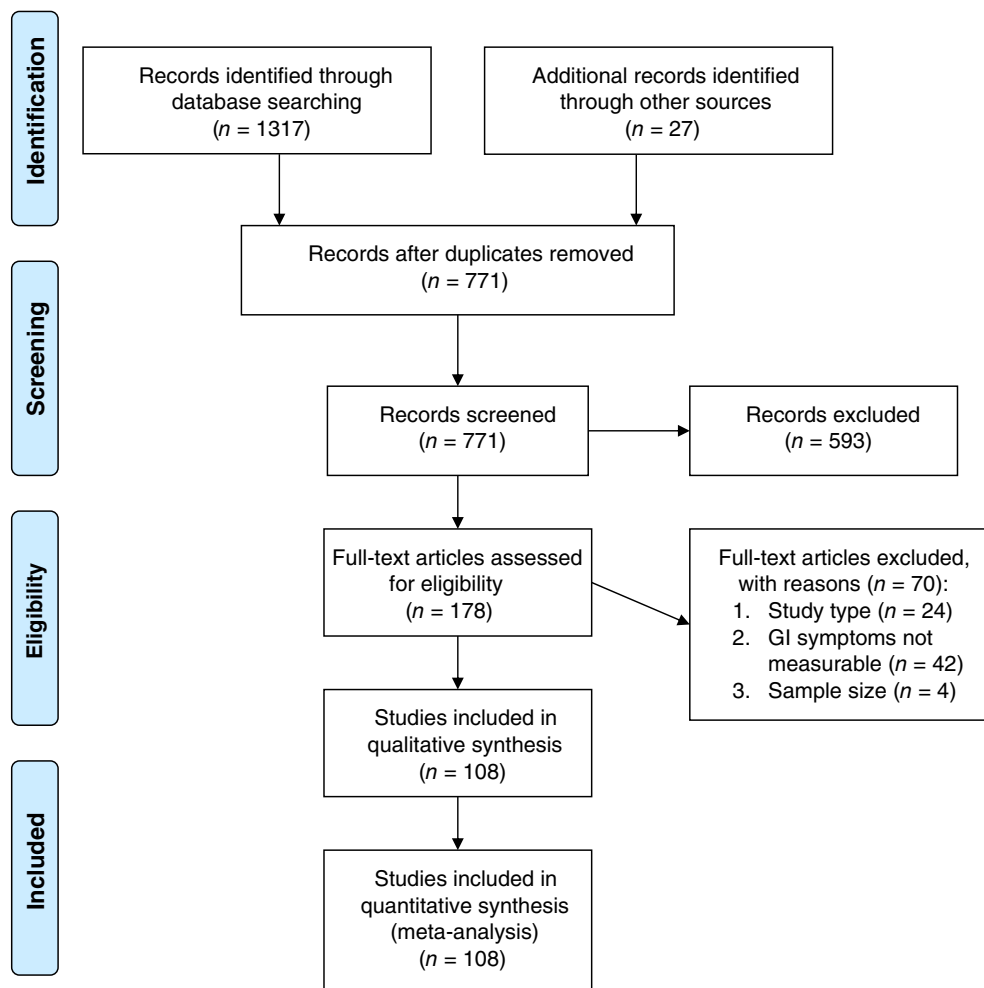 Identification
Records identified through
database searching
(n = 1317)
Additional records identified
through other sources
(n = 27)
Records after duplicates removed
(n = 771)
Screening
Records screened
(n = 771)
Records excluded
(n = 593)
Eligibility
Full-text articles assessed
for eligibility
(n = 178)
Full-text articles excluded,
with reasons (n = 70):
1. Study type (n = 24)
2. GI symptoms not
measurable (n = 42)
3. Sample size (n = 4)
Studies included in
qualitative synthesis
(n = 108)
Included
Studies included in
quantitative synthesis
(meta-analysis)
(n = 108)